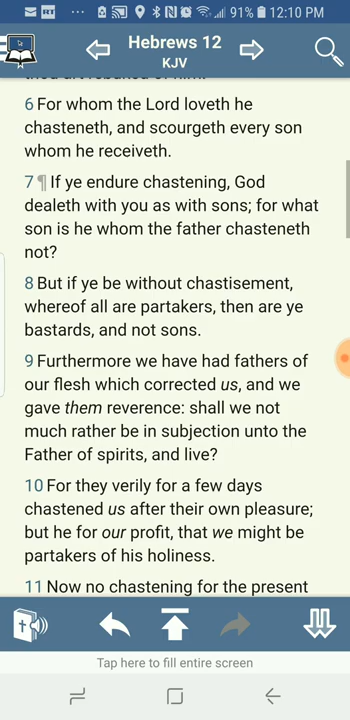 RT ... 91% 12:10 PM
Hebrews 12
KJV
thou art rebuked of him.
6 For whom the Lord loveth he
chasteneth, and scourgeth every son
whom he receiveth.
7 ¶ If ye endure chastening, God
dealeth with you as with sons; for what
son is he whom the father chasteneth
not?
8 But if ye be without chastisement,
whereof all are partakers, then are ye
bastards, and not sons.
9 Furthermore we have had fathers of
our flesh which corrected us, and we
gave them reverence: shall we not
much rather be in subjection unto the
Father of spirits, and live?
10 For they verily for a few days
chastened us after their own pleasure;
but he for our profit, that we might be
partakers of his holiness.
11 Now no chastening for the present
Tap here to fill entire screen